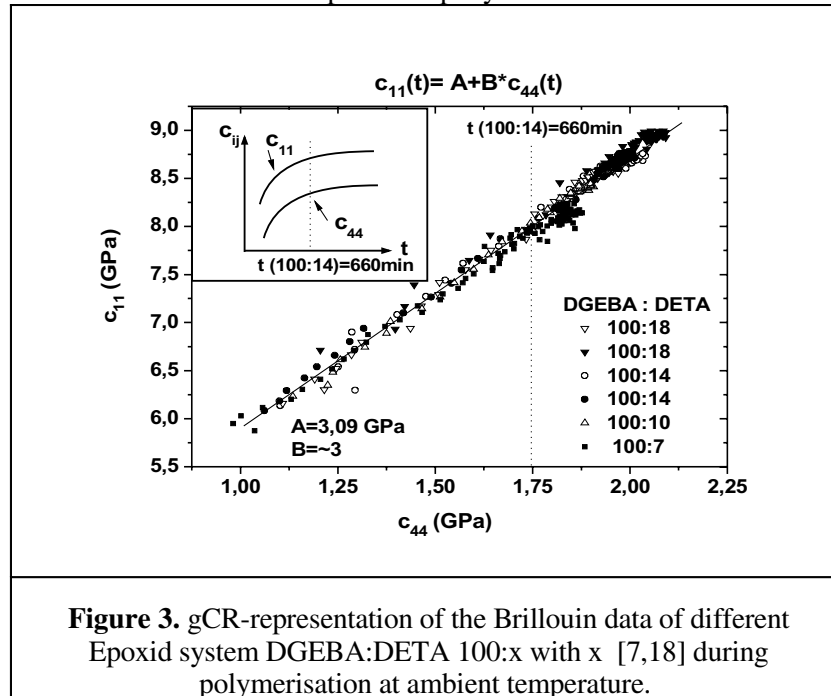 c11(t)= A+B*c44(t)
9,0
8,5
8,0
7,5
7,0
6,5
6,0
5,5
c11 (GPa)
cij
c11
c44
t
t (100:14)=660min
t (100:14)=660min
DGEBA : DETA
100:18
100:18
100:14
100:14
100:10
100:7
A=3,09 GPa
B=~3
1,00 1,25 1,50 1,75 2,00 2,25
c44 (GPa)
Figure 3. gCR-representation of the Brillouin data of different
Epoxid system DGEBA:DETA 100:x with x [7,18] during
polymerisation at ambient temperature.